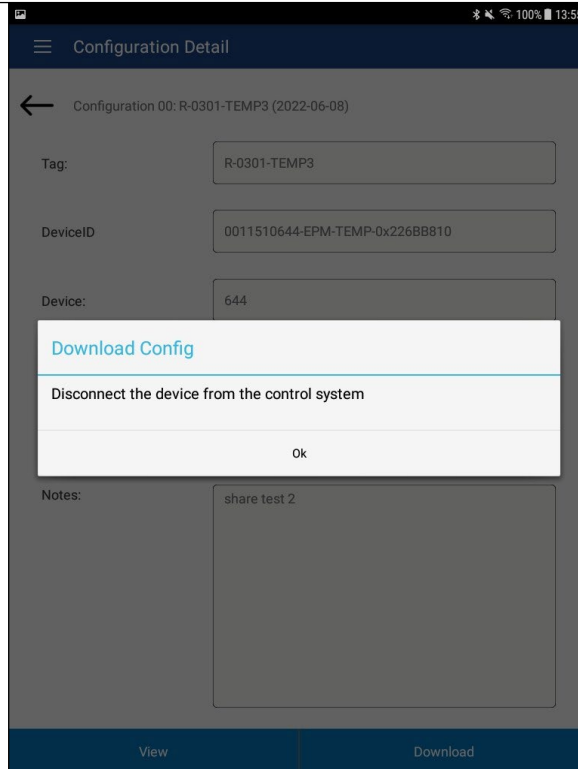 100% 13:55
Configuration Detail
Configuration 00: R-0301-TEMP3 (2022-06-08)
Tag:
R-0301-TEMP3
DeviceID
0011510644-EPM-TEMP-0x226BB810
Device:
644
Download Config
Disconnect the device from the control system
Ok
Notes:
share test 2
View
Download